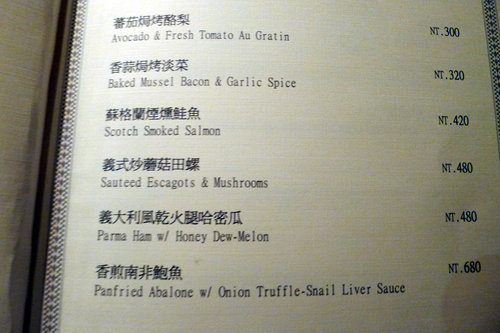 蕃茄焗烤酪梨
Avocado & Fresh Tomato Au Gratin NT.300
香蒜焗烤淡菜
Baked Mussel Bacon & Garlic Spice NT.320
蘇格蘭煙燻鮭魚
Scotch Smoked Salmon NT.420
義式炒蘑菇田螺
Sauteed Escagots & Mushrooms NT.480
義大利風乾火腿哈密瓜
Parma Ham w/ Honey Dew-Melon NT.480
香煎南非鮑魚
Panfried Abalone w/ Onion Truffle-Snail Liver Sauce NT.680